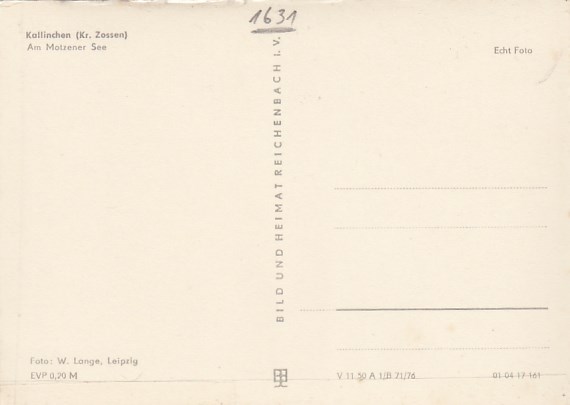 1631
Kallinchen (Kr. Zossen)
Am Motzener See
Echt Foto
BILD UND HEIMAT REICHENBACH I. V.
Foto: W. Lange, Leipzig
EVP 0,20 M
V 11 50 A 1/B 71/76
01 04 17 161